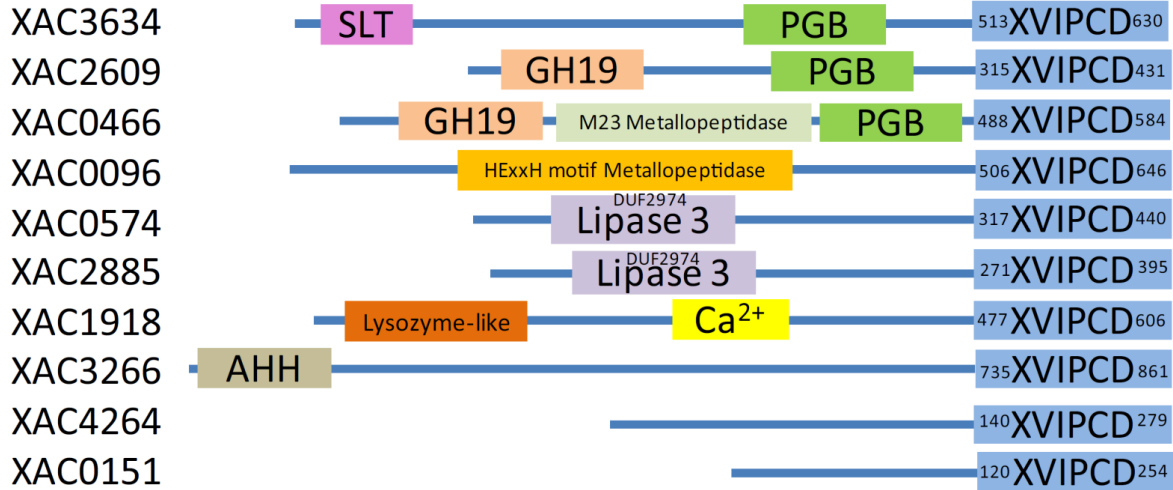 XAC3634 SLT PGB 513XVIPCD630
XAC2609 GH19 PGB 315XVIPCD431
XAC0466 GH19 M23 Metallopeptidase PGB 488XVIPCD584
XAC0096 HExxH motif Metallopeptidase 506XVIPCD646
DUF2974
XAC0574 Lipase 3 317XVIPCD440
DUF2974
XAC2885 Lipase 3 271XVIPCD395
XAC1918 Lysozyme-like Ca2+ 477XVIPCD606
XAC3266 AHH 735XVIPCD861
XAC4264 140XVIPCD279
XAC0151 120XVIPCD254